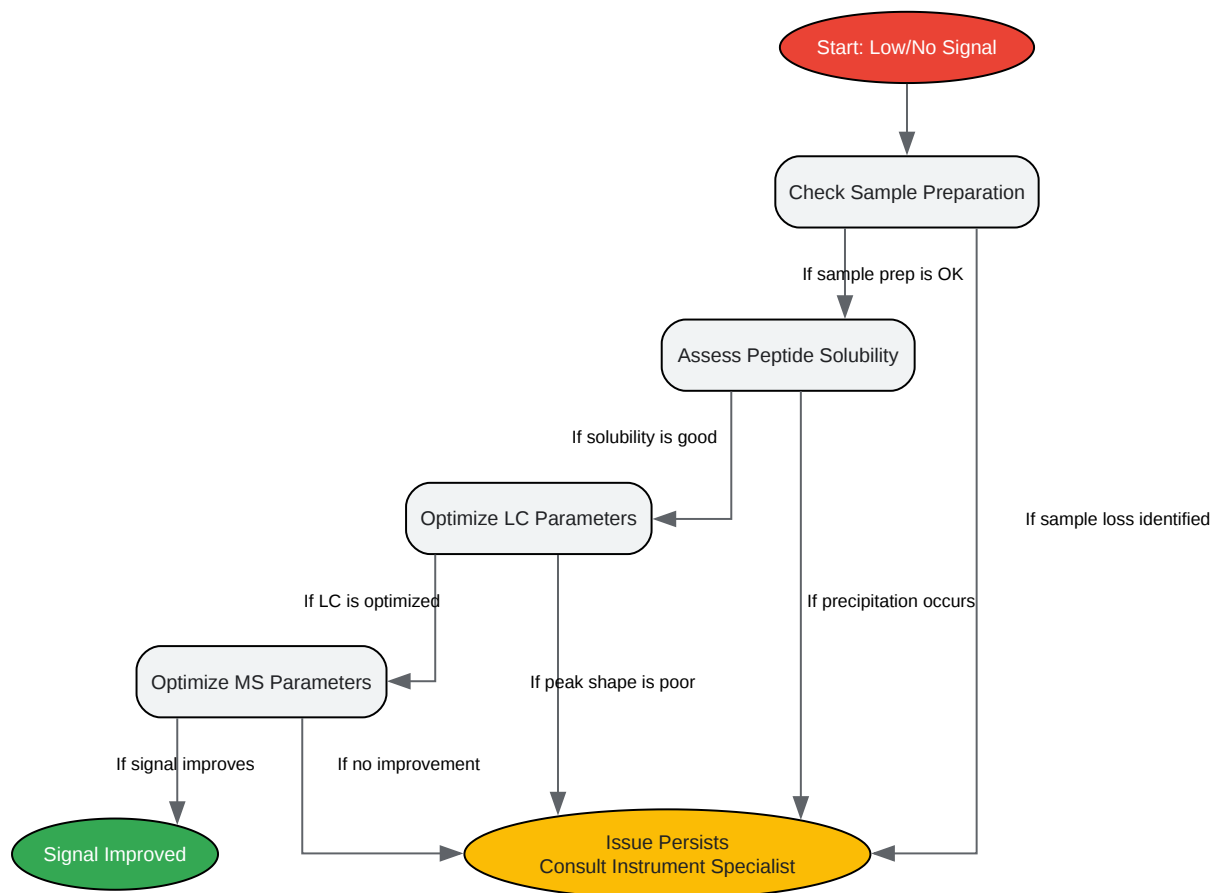 Start: Low/No Signal
Check Sample Preparation
If sample prep is OK
Assess Peptide Solubility
If solubility is good
Optimize LC Parameters
If sample loss identified
If LC is optimized
If precipitation occurs
Optimize MS Parameters
If peak shape is poor
If signal improves
If no improvement
Signal Improved
Issue Persists
Consult Instrument Specialist